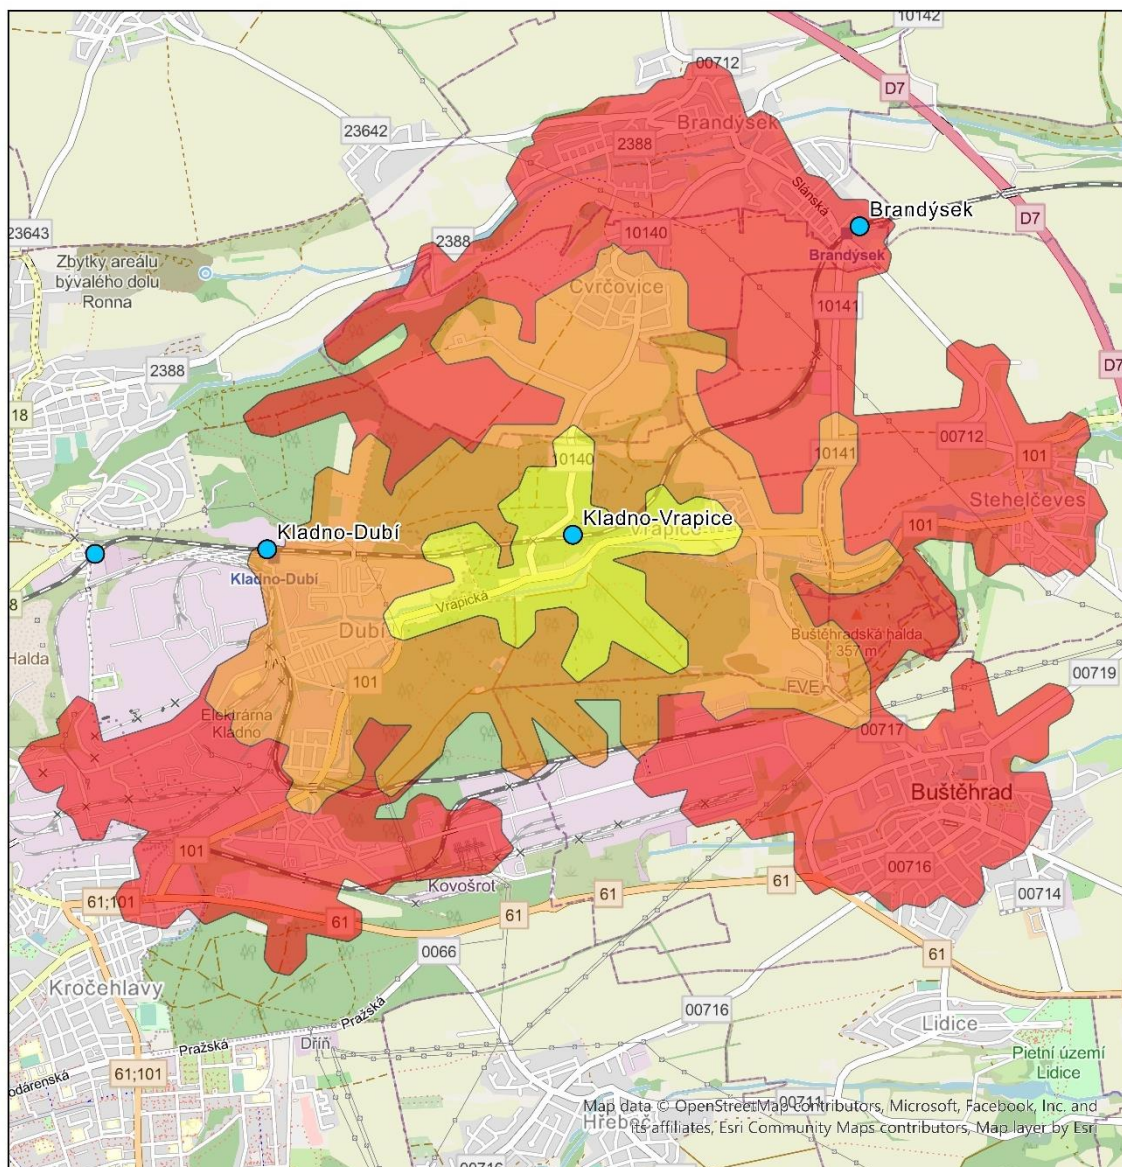 10142
00712
D7
23642
Brandýsek
2388
Slánská
Brandýsek
D7
23643
2388
10140
Brandýsek
Zbytky areálu
bývalého dolu
Ronna
Cvrčovice
10141
2388
D7
18
00712
101
10140
10141
Stehelčeves
Kladno-Vrapice
Kladno-Dubí
Vrapice
101
Kladno-Dubí
8
Vrapická
Dubí
Buštěhradská halda
357 m
Halda
101
FVE
00719
Elektrárna
Kladno
00717
Buštěhrad
101
00716
Kovošrot
61
61;101
61
61
00714
61
0066
Kročehlavy
Pražská
00716
Lidice
Pražská
Dříň
Pietní území
Lidice
odárenská
61;101
00711
Map data © OpenStreetMap contributors, Microsoft, Facebook, Inc. and
Hřebeč
its affiliates, Esri Community Maps contributors, Map layer by Esri
00716